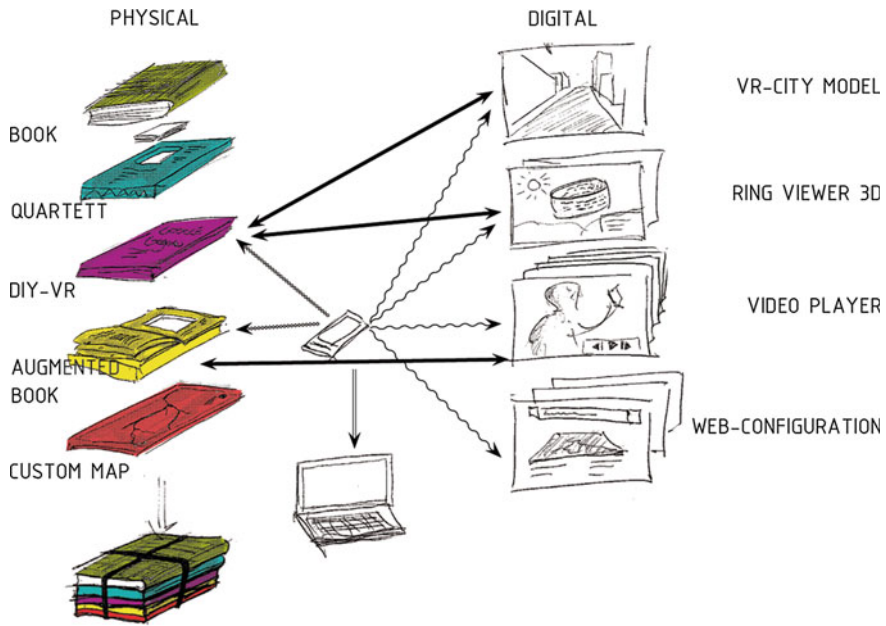 PHYSICAL
DIGITAL
BOOK
QUARTETT
DIY-VR
AUGMENTED
BOOK
CUSTOM MAP
VR-CITY MODEL
RING VIEWER 3D
VIDEO PLAYER
WEB-CONFIGURATION